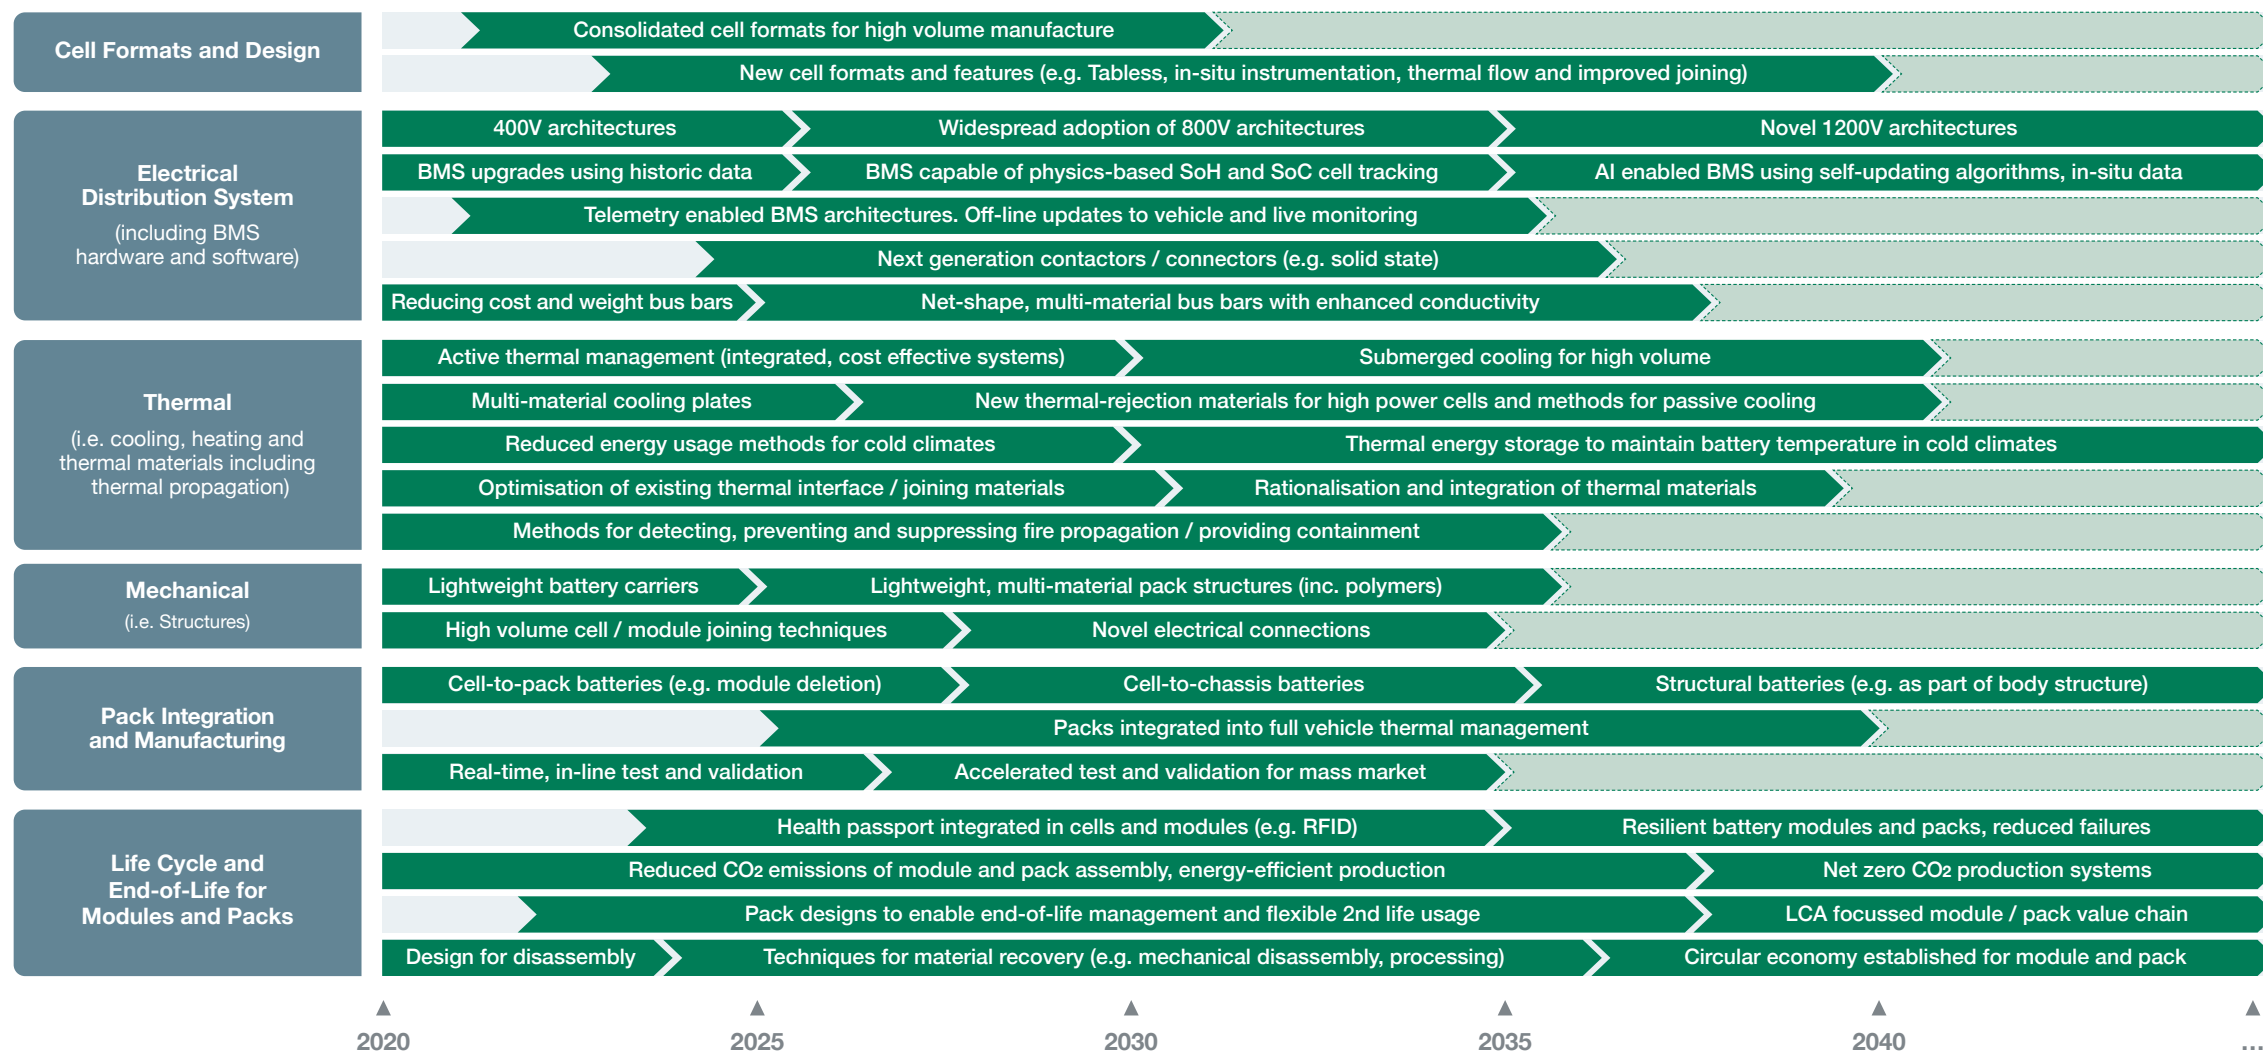 Cell Formats and Design
Consolidated cell formats for high volume manufacture
New cell formats and features (e.g. Tabless, in-situ instrumentation, thermal flow and improved joining)
Electrical
Distribution System
(including BMS
hardware and software)
400V architectures
Widespread adoption of 800V architectures
Novel 1200V architectures
BMS upgrades using historic data
BMS capable of physics-based SoH and SoC cell tracking
AI enabled BMS using self-updating algorithms, in-situ data
Telemetry enabled BMS architectures. Off-line updates to vehicle and live monitoring
Next generation contactors / connectors (e.g. solid state)
Reducing cost and weight bus bars
Net-shape, multi-material bus bars with enhanced conductivity
Thermal
(i.e. cooling, heating and
thermal materials including
thermal propagation)
Active thermal management (integrated, cost effective systems)
Submerged cooling for high volume
Multi-material cooling plates
New thermal-rejection materials for high power cells and methods for passive cooling
Reduced energy usage methods for cold climates
Thermal energy storage to maintain battery temperature in cold climates
Optimisation of existing thermal interface / joining materials
Rationalisation and integration of thermal materials
Methods for detecting, preventing and suppressing fire propagation / providing containment
Mechanical
(i.e. Structures)
Lightweight battery carriers
Lightweight, multi-material pack structures (inc. polymers)
High volume cell / module joining techniques
Novel electrical connections
Pack Integration
and Manufacturing
Cell-to-pack batteries (e.g. module deletion)
Cell-to-chassis batteries
Structural batteries (e.g. as part of body structure)
Packs integrated into full vehicle thermal management
Real-time, in-line test and validation
Accelerated test and validation for mass market
Life Cycle and
End-of-Life for
Modules and Packs
Health passport integrated in cells and modules (e.g. RFID)
Resilient battery modules and packs, reduced failures
Reduced CO2 emissions of module and pack assembly, energy-efficient production
Net zero CO2 production systems
Pack designs to enable end-of-life management and flexible 2nd life usage
LCA focussed module / pack value chain
Design for disassembly
Techniques for material recovery (e.g. mechanical disassembly, processing)
Circular economy established for module and pack
2020
2025
2030
2035
2040
...